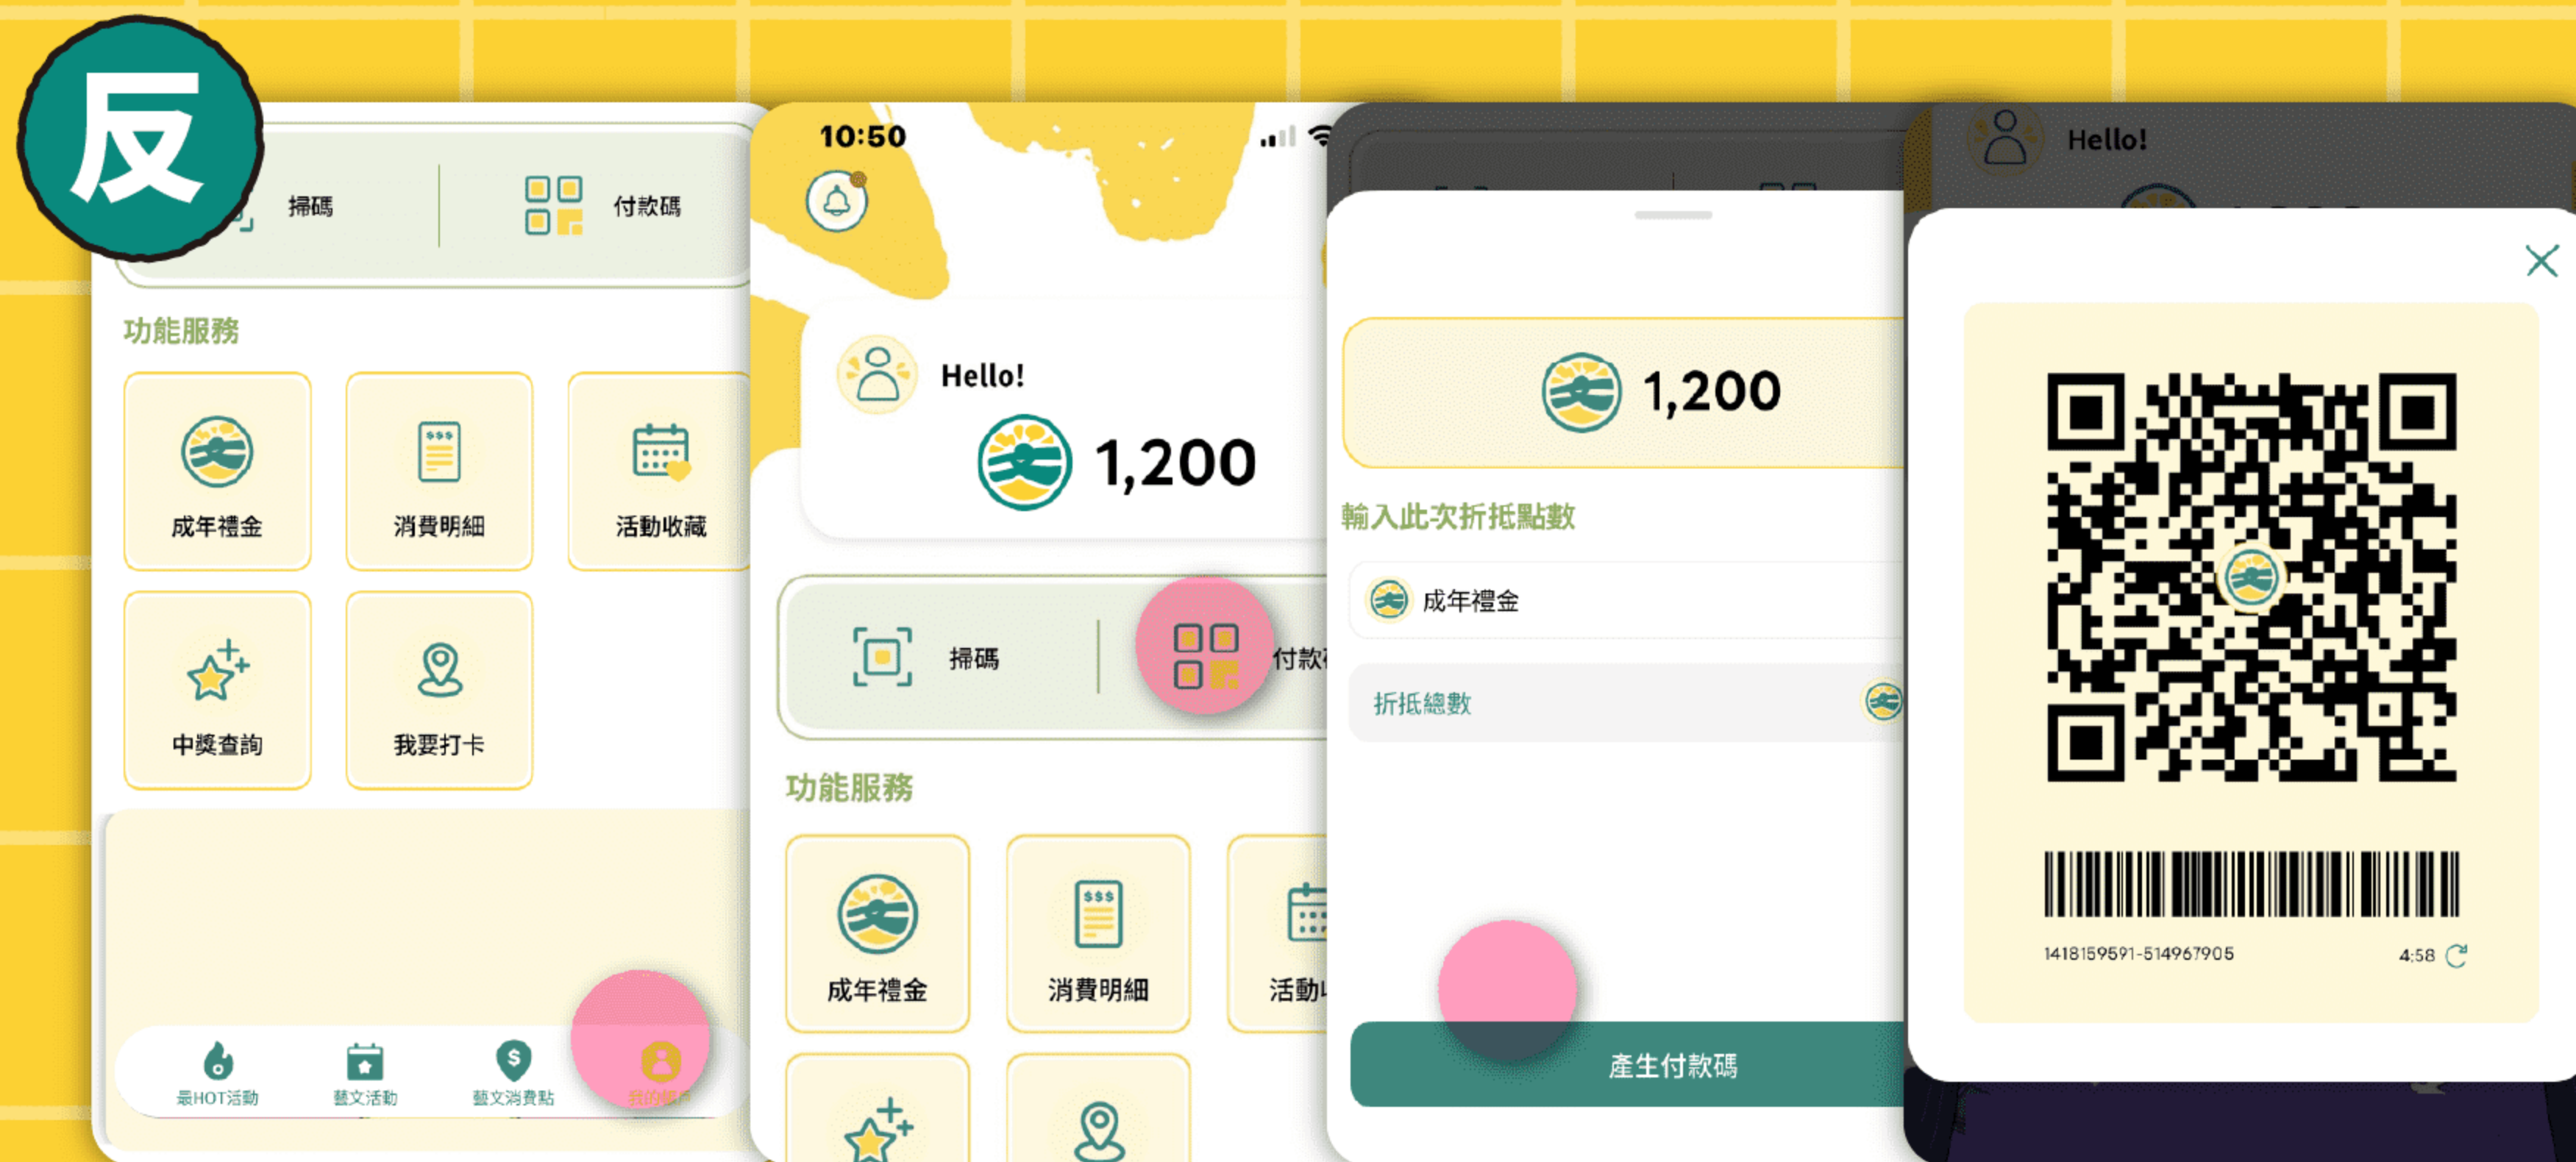 反
掃碼
付款碼
功能服務
成年禮金
消費明細
活動收藏
中獎查詢
我要打卡
最HOT活動
藝文活動
藝文消費點
10:50
Hello!
1,200
掃碼
付款
功能服務
成年禮金
消費明細
活動
1,200
輸入此次折抵點數
成年禮金
折抵總數
產生付款碼
Hello!
1418159591-514967905
4:58